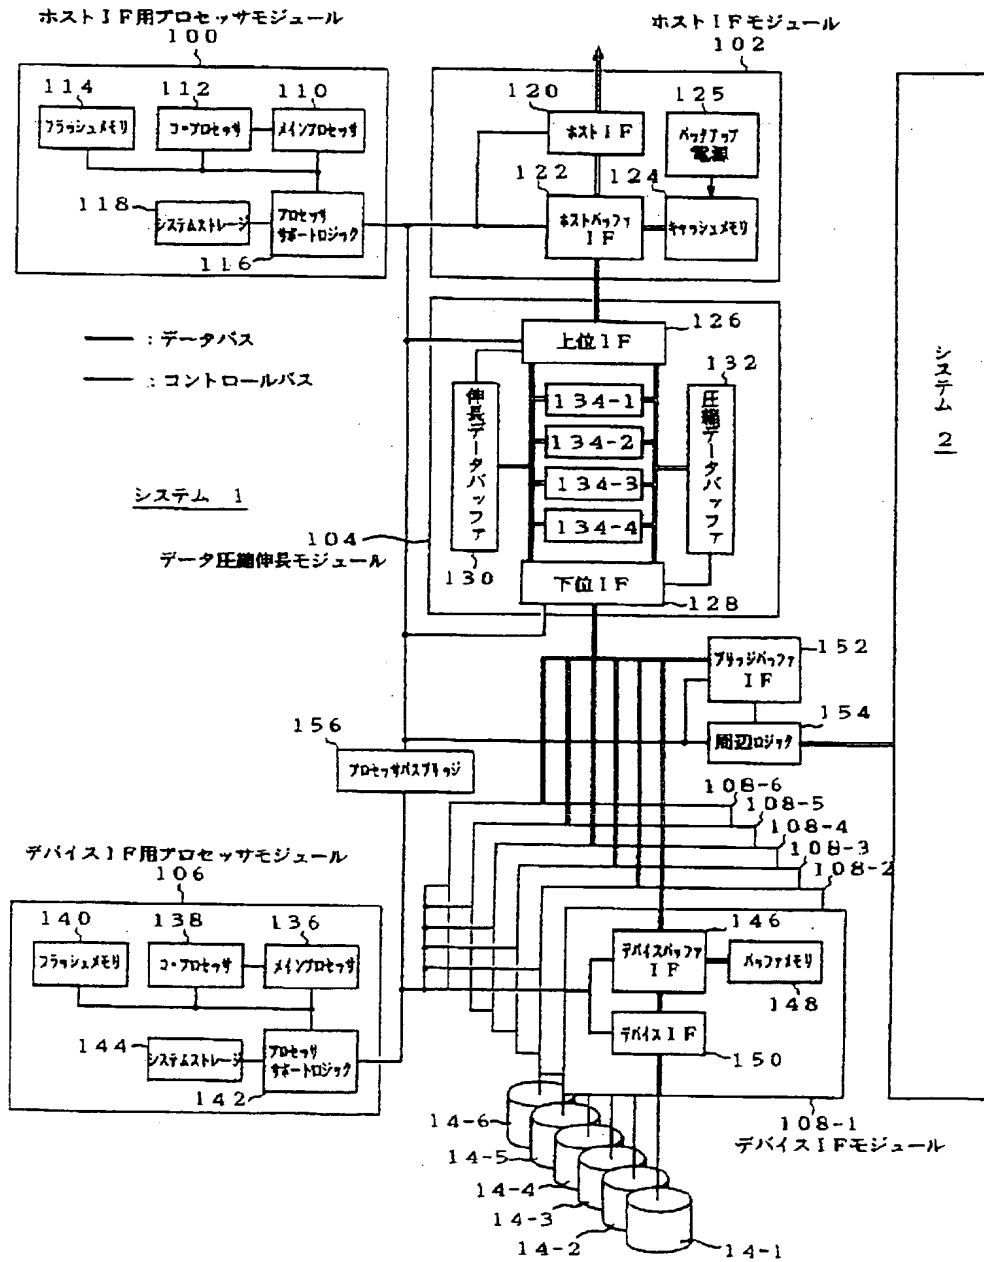 ホストIF用プロセッサモジュール
100
ホストIFモジュール
102
114
112
110
フラッシュメモリ
コ・プロセッサ
メインプロセッサ
118
システムストレージ
プロセッサ
サポートロジック
116
120
ホストIF
125
バックアップ
電源
122
124
ホストバッファ
IF
キャッシュメモリ
━━ :データバス
── :コントロールバス
システム 1
104
データ圧縮伸長モジュール
126
上位IF
132
伸長データバッファ
134-1
134-2
134-3
134-4
圧縮データバッファ
130
下位IF
128
システム 2
ブリッジバッファ
IF
152
154
周辺ロジック
156
プロセッサバスブリッジ
108-6
108-5
108-4
108-3
108-2
デバイスIF用プロセッサモジュール
106
140
138
136
フラッシュメモリ
コ・プロセッサ
メインプロセッサ
144
システムストレージ
プロセッサ
サポートロジック
142
146
デバイスバッファ
IF
バッファメモリ
148
デバイスIF
150
108-1
デバイスIFモジュール
14-6
14-5
14-4
14-3
14-2
14-1